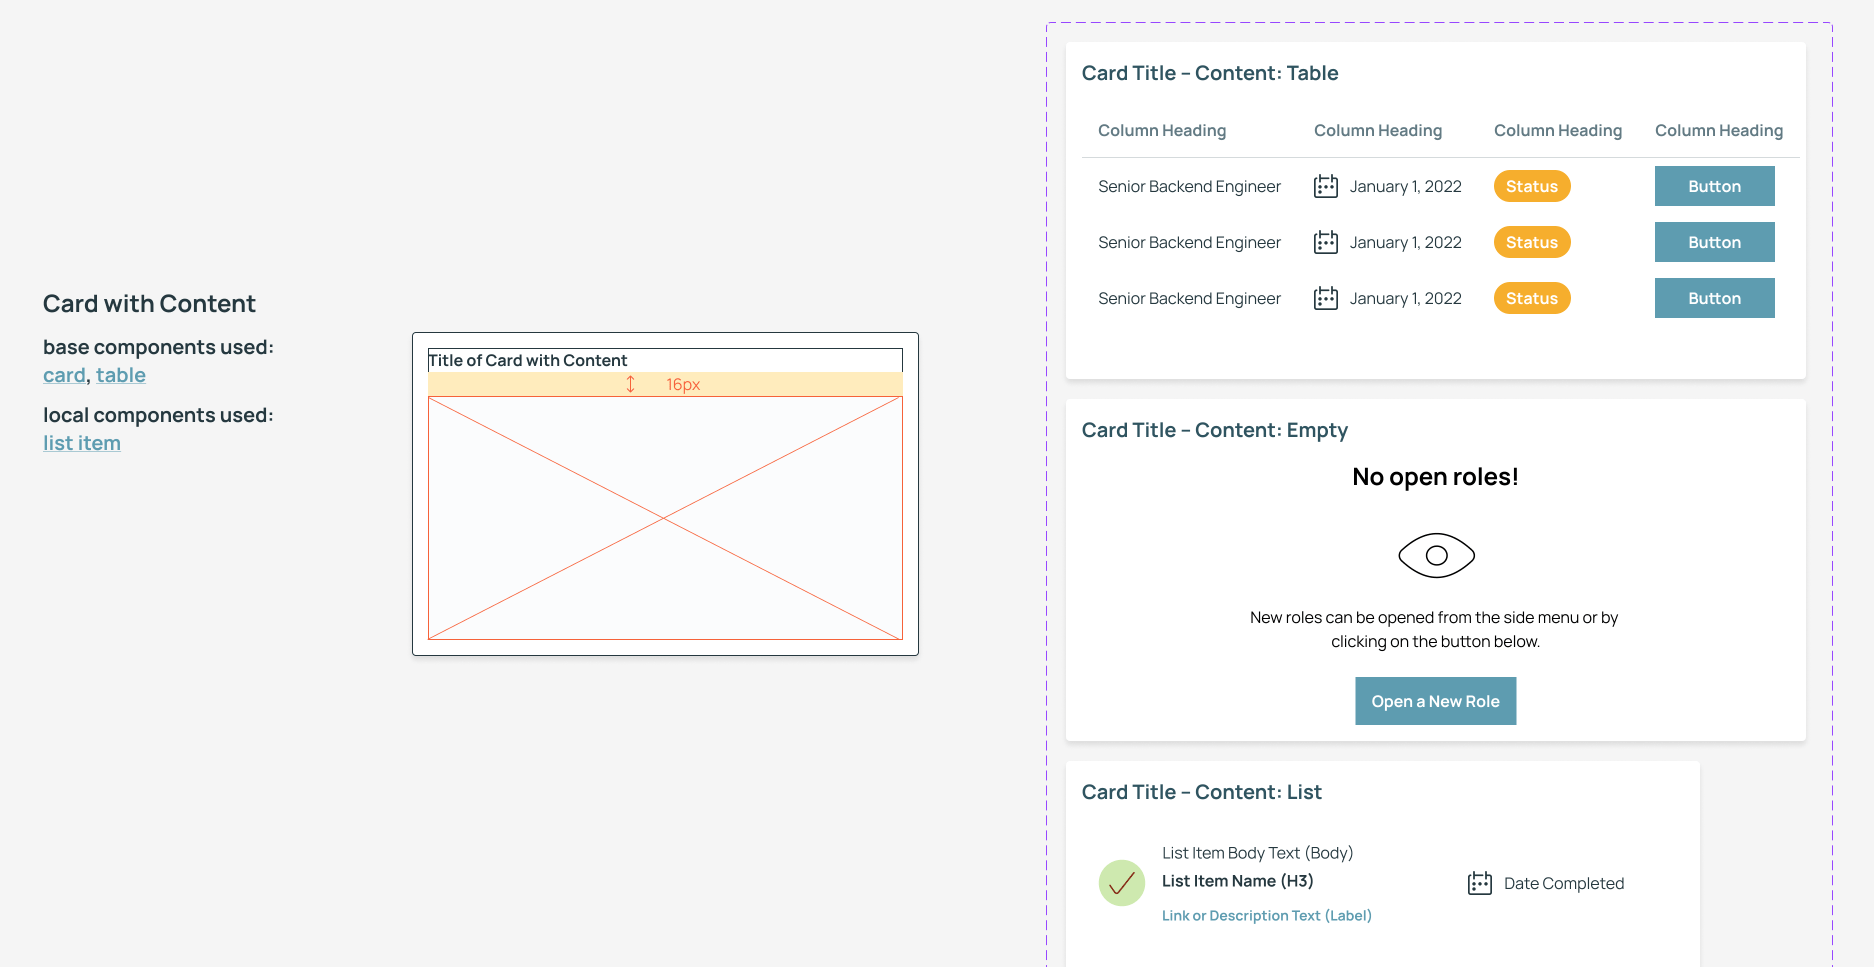 Card with Content
base components used:
card, table
local components used:
list item
Title of Card with Content
16px
Card Title – Content: Table
Column Heading Column Heading Column Heading Column Heading
Senior Backend Engineer January 1, 2022 Status Button
Senior Backend Engineer January 1, 2022 Status Button
Senior Backend Engineer January 1, 2022 Status Button
Card Title – Content: Empty
No open roles!
New roles can be opened from the side menu or by
clicking on the button below.
Open a New Role
Card Title – Content: List
List Item Body Text (Body)
List Item Name (H3)
Date Completed
Link or Description Text (Label)